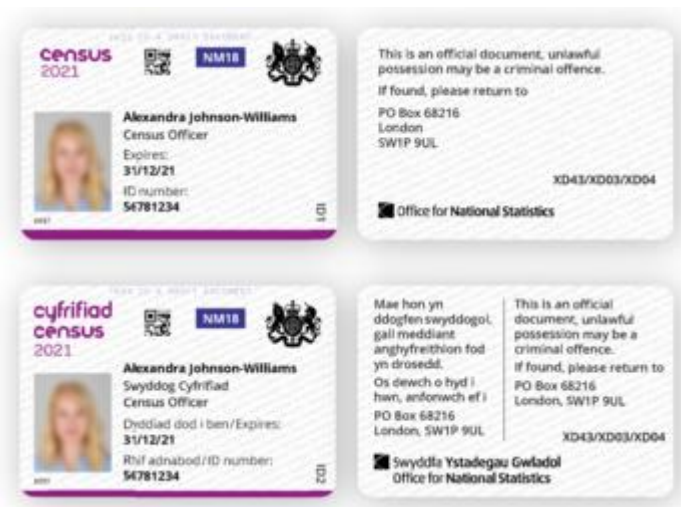 census
2021
NM18
Alexandra Johnson-Williams
Census Officer
Expires:
31/12/21
ID number:
54781234
ID1
This is an official document, unlawful
possession may be a criminal offence.
If found, please return to
PO Box 68216
London
SW1P 9UL
XD43/XD03/XD04
Office for National Statistics
cyfrifiad
census
2021
NM18
Alexandra Johnson-Williams
Swyddog Cyfrifiad
Census Officer
Dyddiad dod i ben/Expires:
31/12/21
Rhif adnabod/ID number:
54781234
ID2
Mae hon yn
ddogfen swyddogol,
gall meddiant
anghyfreithion fod
yn drosedd.
Os dewch o hyd i
hwn, anfonwch ef i
PO Box 68216
London, SW1P 9UL
This is an official
document, unlawful
possession may be a
criminal offence.
If found, please return to
PO Box 68216
London, SW1P 9UL
XD43/XD03/XD04
Swyddfa Ystadegau Gwladol
Office for National Statistics